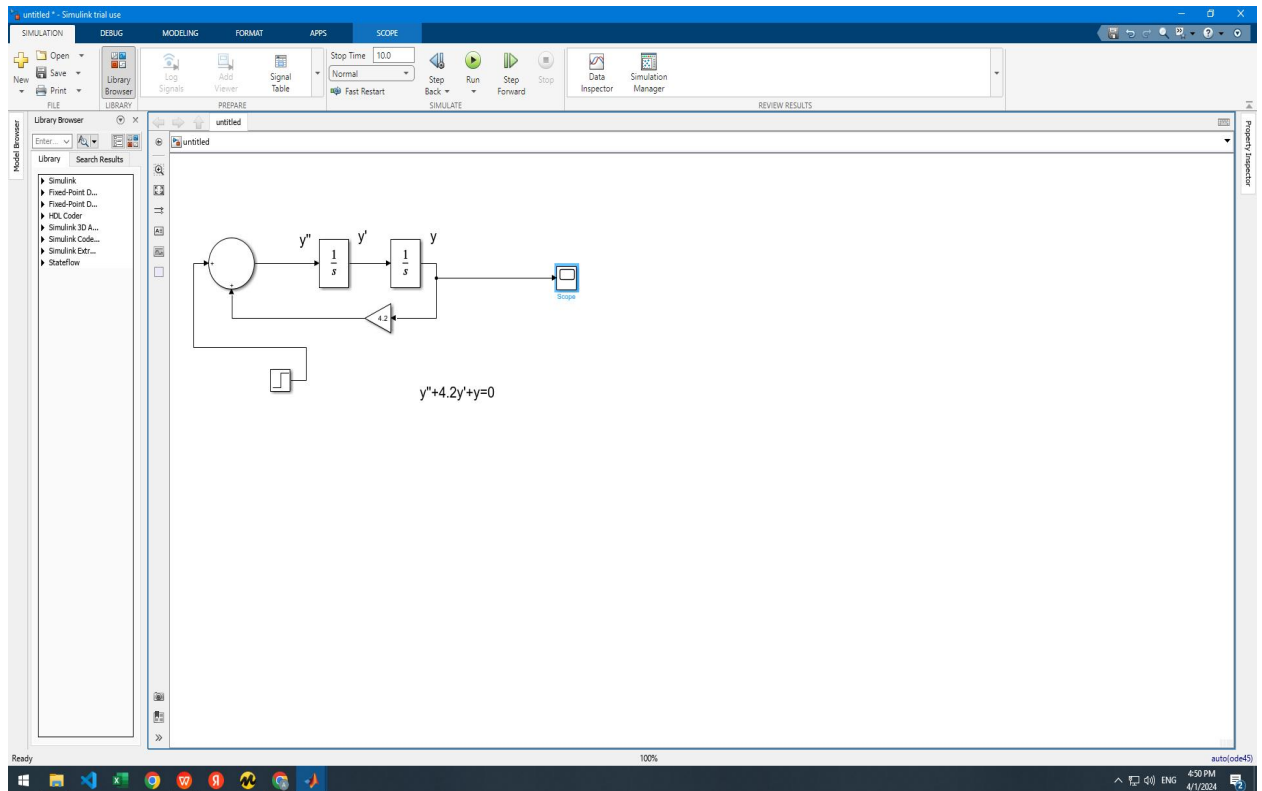 untitled * - Simulink trial use
SIMULATION DEBUG MODELING FORMAT APPS SCOPE
New
Open
Save
Print
FILE
Library Browser
LIBRARY
Log Signals
Add Viewer
Signal Table
PREPARE
Stop Time 10.0
Normal
Fast Restart
Step Back
Run
Step Forward
Stop
SIMULATE
Data Inspector
Simulation Manager
REVIEW RESULTS
Model Browser
Library Browser
Enter...
Library Search Results
Simulink
Fixed-Point D...
Fixed-Point D...
HDL Coder
Simulink 3D A...
Simulink Code...
Simulink Extr...
Stateflow
untitled
untitled
Property Inspector
y" y' y
1 1
s s
+
+
Scope
4.2
y"+4.2y'+y=0
Ready 100% auto(ode45)
ENG
4:50 PM
4/1/2024
2